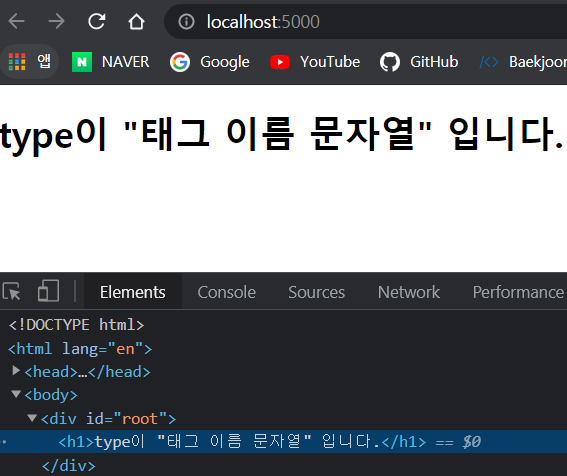 localhost:5000
앱 NAVER Google YouTube GitHub Baekjoon
type이 "태그 이름 문자열" 입니다.
Elements Console Sources Network Performance
<!DOCTYPE html>
<html lang="en">
<head>…</head>
<body>
<div id="root">
<h1>type이 "태그 이름 문자열" 입니다.</h1> == $0
</div>